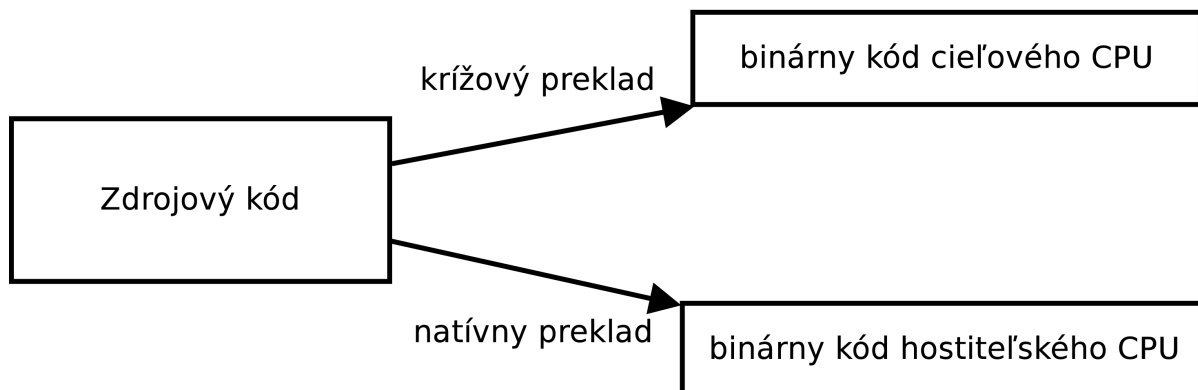 binárny kód cieľového CPU
krížový preklad
Zdrojový kód
natívny preklad
binárny kód hostiteľského CPU